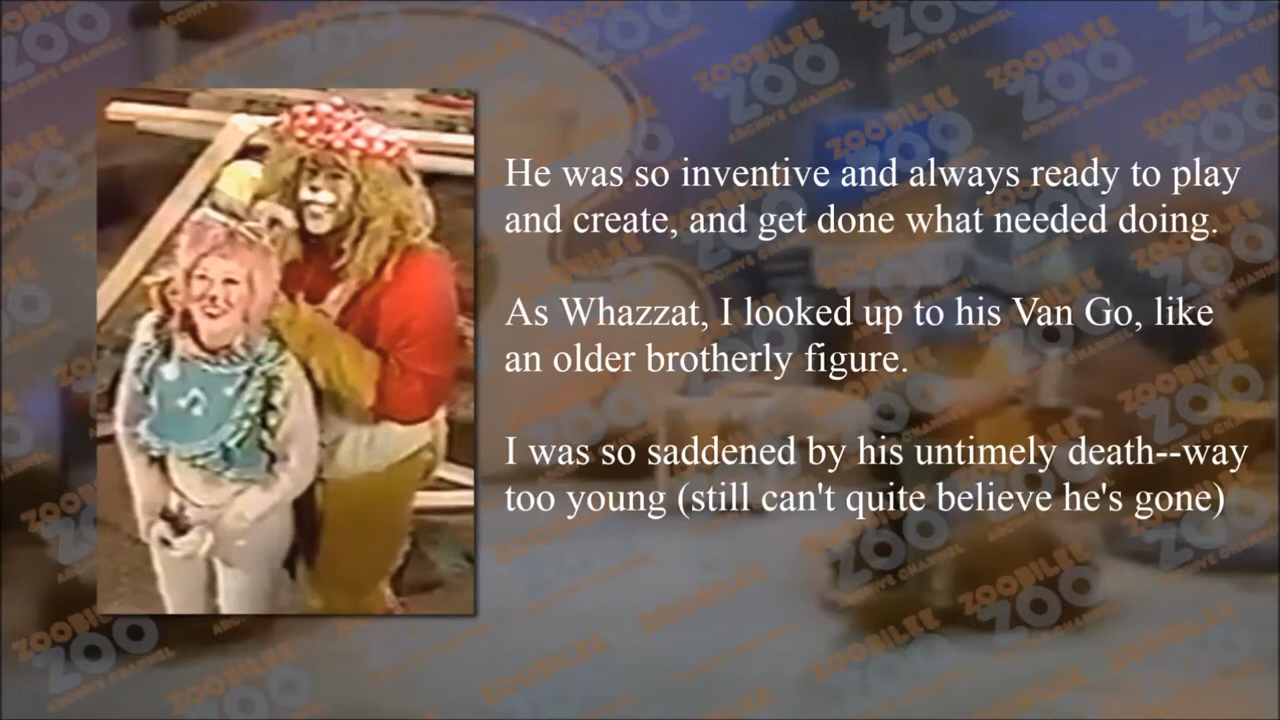 He was so inventive and always ready to play
and create, and get done what needed doing.
As Whazzat, I looked up to his Van Go, like
an older brotherly figure.
I was so saddened by his untimely death--way
too young (still can't quite believe he's gone)
ZOOBILEE
ZOO
ARCHIVE CHANNEL